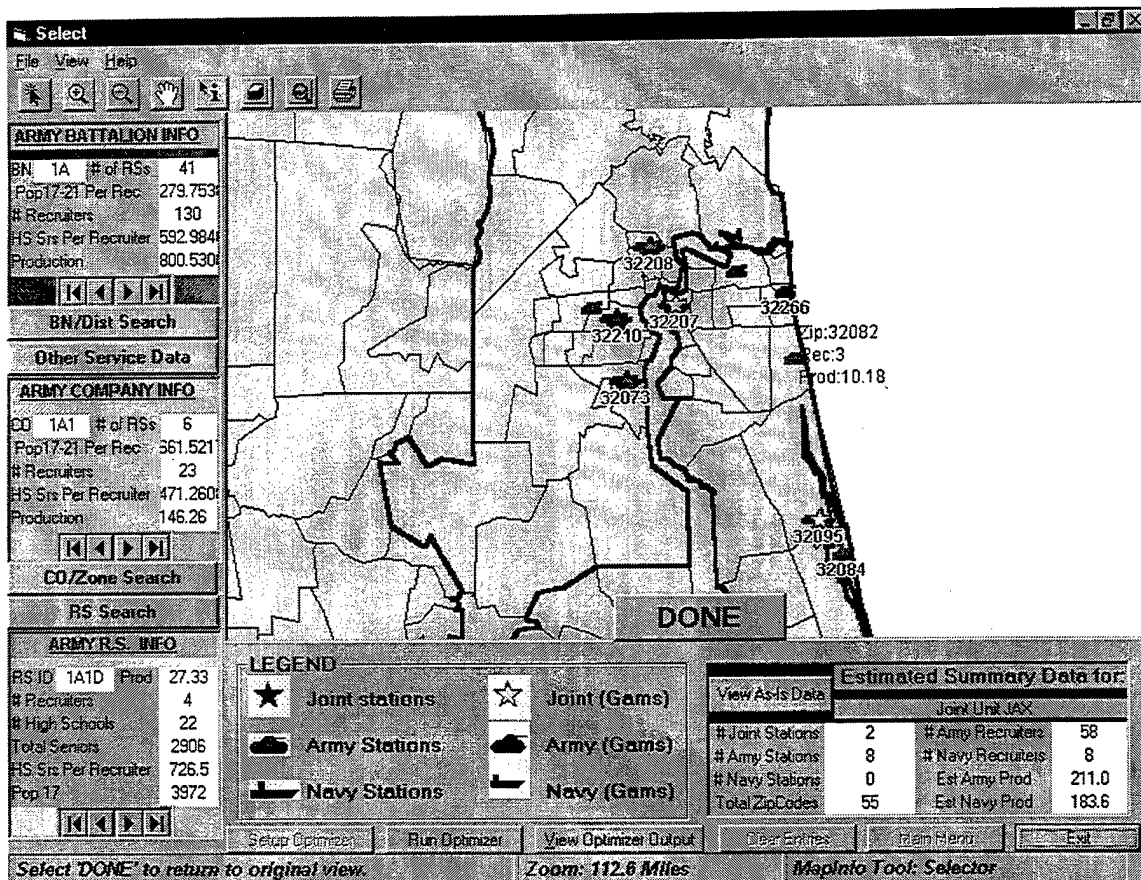 Select
File View Help
ARMY BATTALION INFO
BN 1A # of RSs 41
Pop17-21 Per Rec 279.753
# Recruiters 130
HS Srs Per Recruiter 592.984
Production 800.530
BN/Dist Search
Other Service Data
ARMY COMPANY INFO
CO 1A1 # of RSs 6
Pop17-21 Per Rec 661.521
# Recruiters 23
HS Srs Per Recruiter 471.260
Production 146.26
CO/Zone Search
RS Search
ARMY R.S. INFO
RS ID 1A1D Prod 27.33
# Recruiters 4
# High Schools 22
Total Seniors 2906
HS Srs Per Recruiter 726.5
Pop 17 3972
32208
32266
32207
32210
Zip:32082
Rec:3
Prod:10.18
32073
32095
32084
DONE
LEGEND
Joint stations Joint (Gams)
Army Stations Army (Gams)
Navy Stations Navy (Gams)
View As-Is Data
Estimated Summary Data for:
Joint Unit JAX
# Joint Stations 2 # Army Recruiters 58
# Army Stations 8 # Navy Recruiters 8
# Navy Stations 0 Est Army Prod 211.0
Total ZipCodes 55 Est Navy Prod 183.6
Setup Optimizer Run Optimizer View Optimizer Output Clear Entries Main Menu Exit
Select 'DONE' to return to original view. Zoom: 112.6 Miles MapInfo Tool: Selector